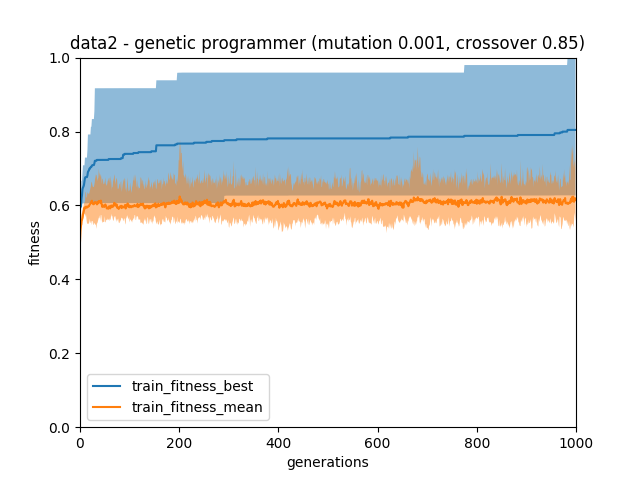 data2 - genetic programmer (mutation 0.001, crossover 0.85)
1.0
0.8
0.6
0.4
0.2
0.0
fitness
train_fitness_best
train_fitness_mean
0 200 400 600 800 1000
generations